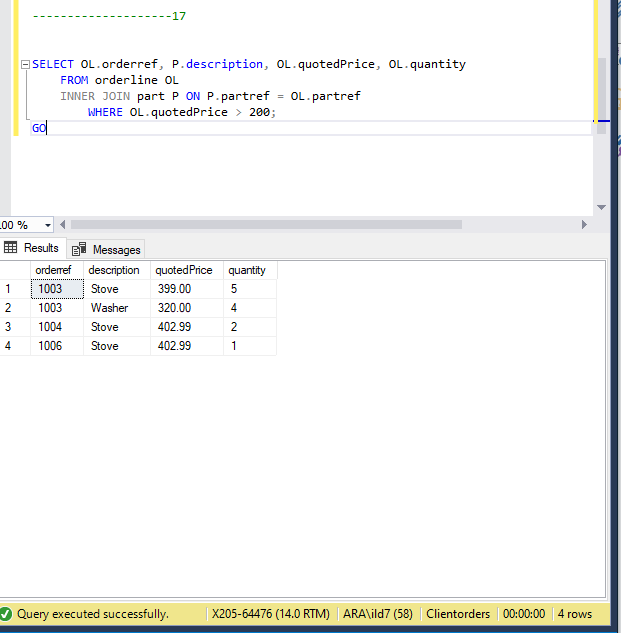 ---------------------17
SELECT OL.orderref, P.description, OL.quotedPrice, OL.quantity
FROM orderline OL
INNER JOIN part P ON P.partref = OL.partref
WHERE OL.quotedPrice > 200;
GO
.00 %
Results Messages
orderref description quotedPrice quantity
1 1003 Stove 399.00 5
2 1003 Washer 320.00 4
3 1004 Stove 402.99 2
4 1006 Stove 402.99 1
Query executed successfully. X205-64476 (14.0 RTM) ARA\ild7 (58) Clientorders 00:00:00 4 rows